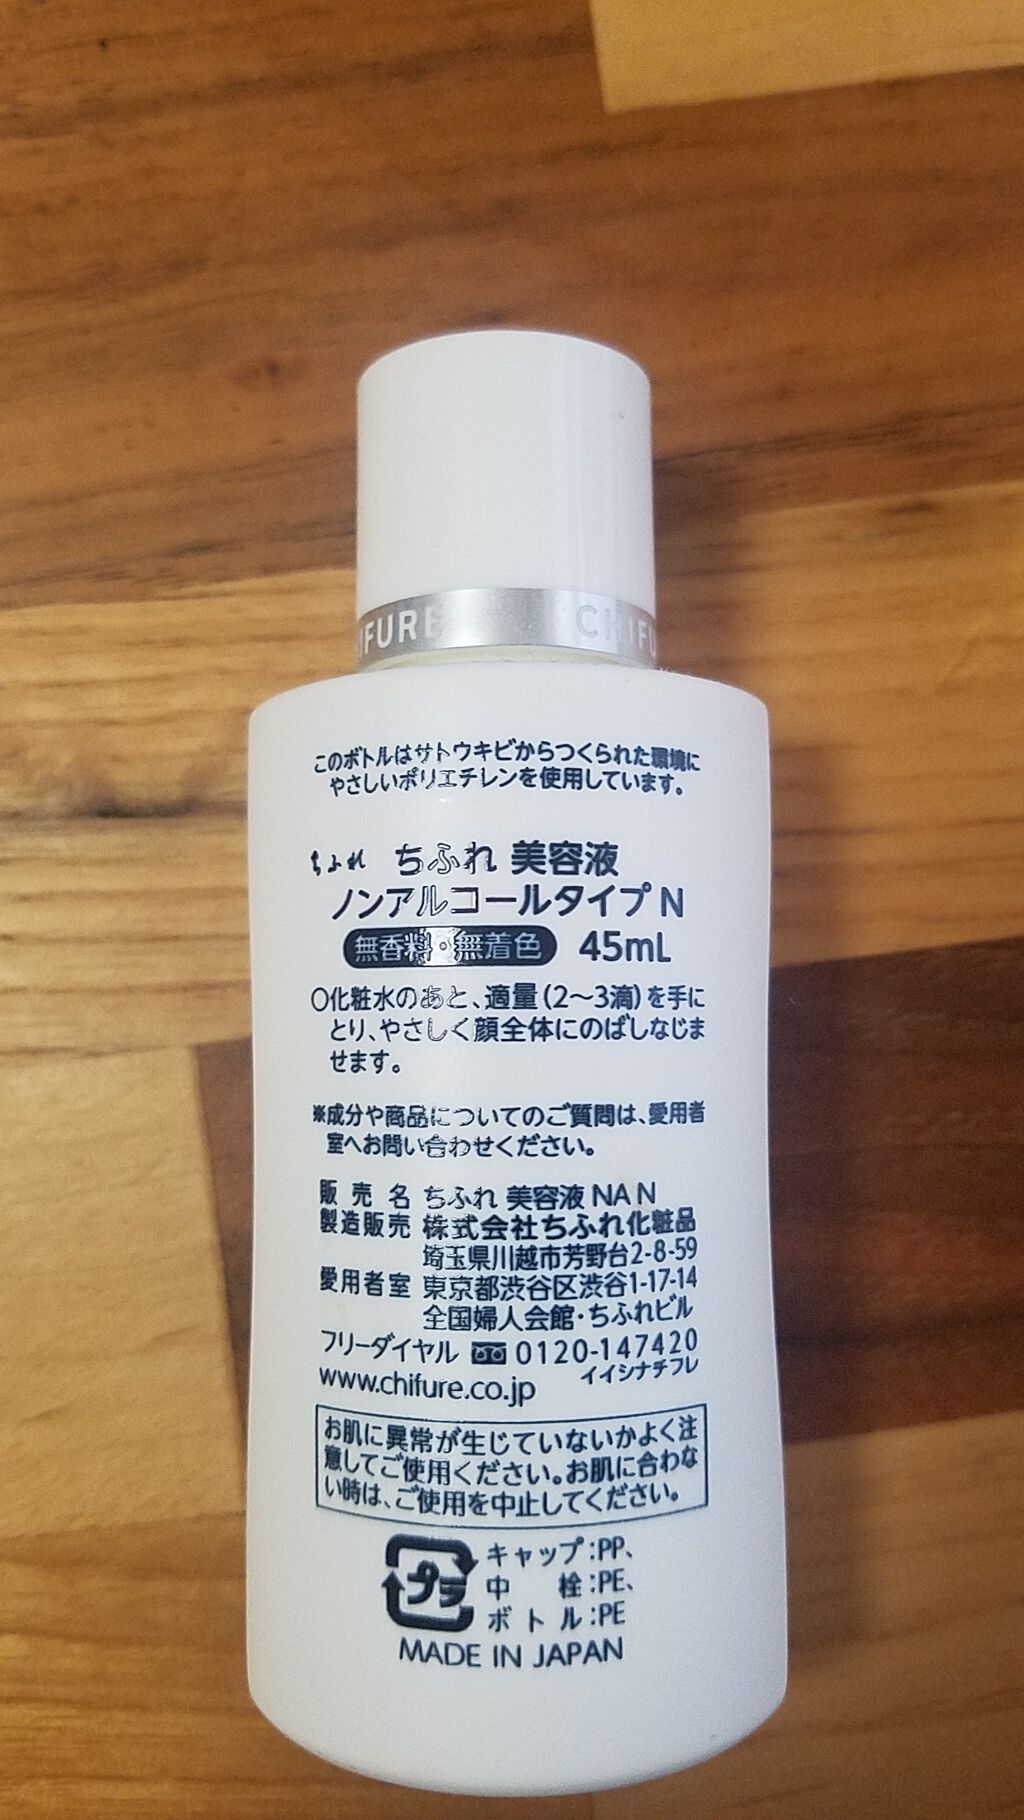 IFURE CHIFU
このボトルはサトウキビからつくられた環境に
やさしいポリエチレンを使用しています。
ちふれ ちふれ 美容液
ノンアルコールタイプ N
無香料・無着色 45mL
○化粧水のあと、適量(2〜3滴)を手に
とり、やさしく顔全体にのばしなじま
せます。
※成分や商品についてのご質問は、愛用者
室へお問い合わせください。
販売名 ちふれ 美容液 NA N
製造販売 株式会社ちふれ化粧品
埼玉県川越市芳野台2-8-59
愛用者室 東京都渋谷区渋谷1-17-14
全国婦人会館・ちふれビル
フリーダイヤル 0120-147420
イイシナチフレ
www.chifure.co.jp
お肌に異常が生じていないかよく注
意してご使用ください。お肌に合わな
い時は、ご使用を中止してください。
プラ
キャップ:PP、
中栓:PE、
ボトル:PE
MADE IN JAPAN